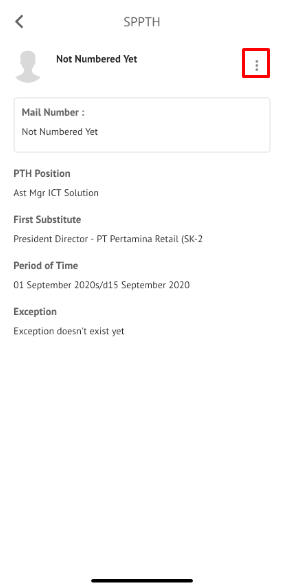 SPPTH
Not Numbered Yet
Mail Number :
Not Numbered Yet
PTH Position
Ast Mgr ICT Solution
First Substitute
President Director - PT Pertamina Retail (SK-2
Period of Time
01 September 2020s/d15 September 2020
Exception
Exception doesn't exist yet